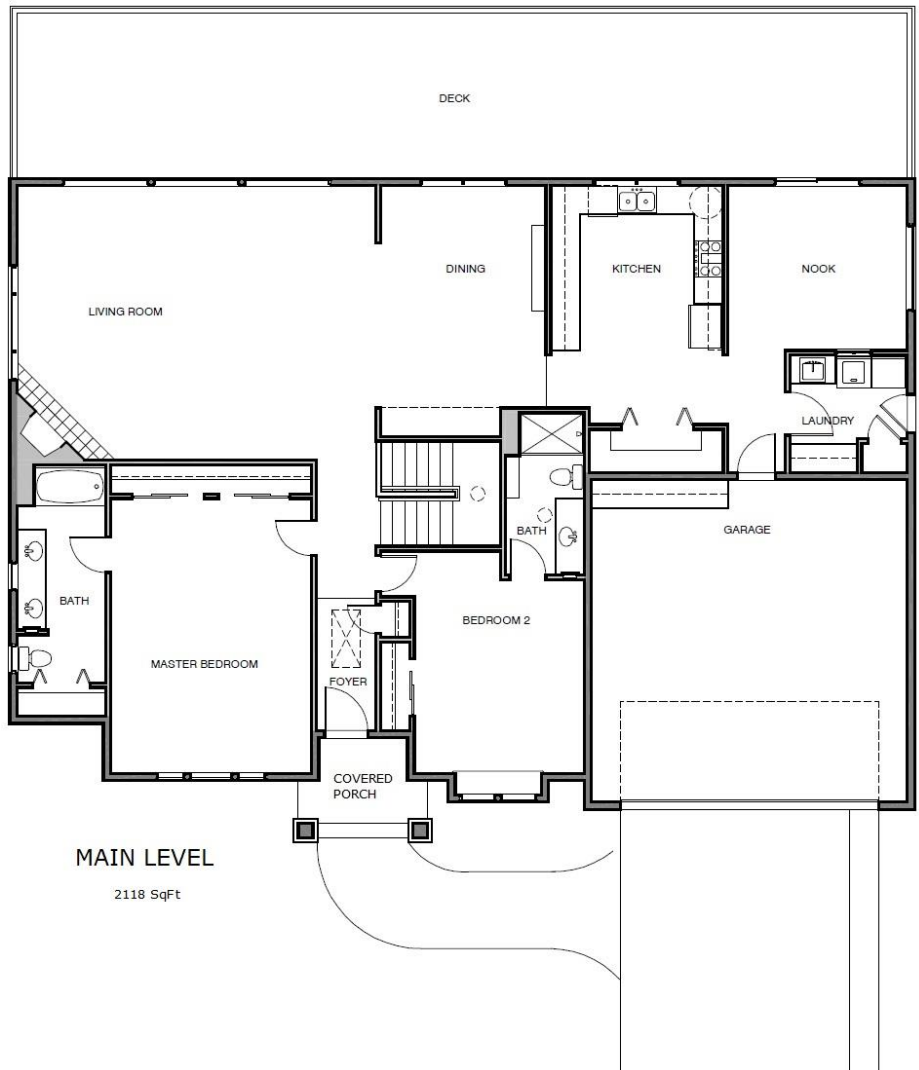 DECK
DINING
KITCHEN
NOOK
LIVING ROOM
LAUNDRY
BATH
GARAGE
BATH
BEDROOM 2
MASTER BEDROOM
FOYER
COVERED
PORCH
MAIN LEVEL
2118 SqFt